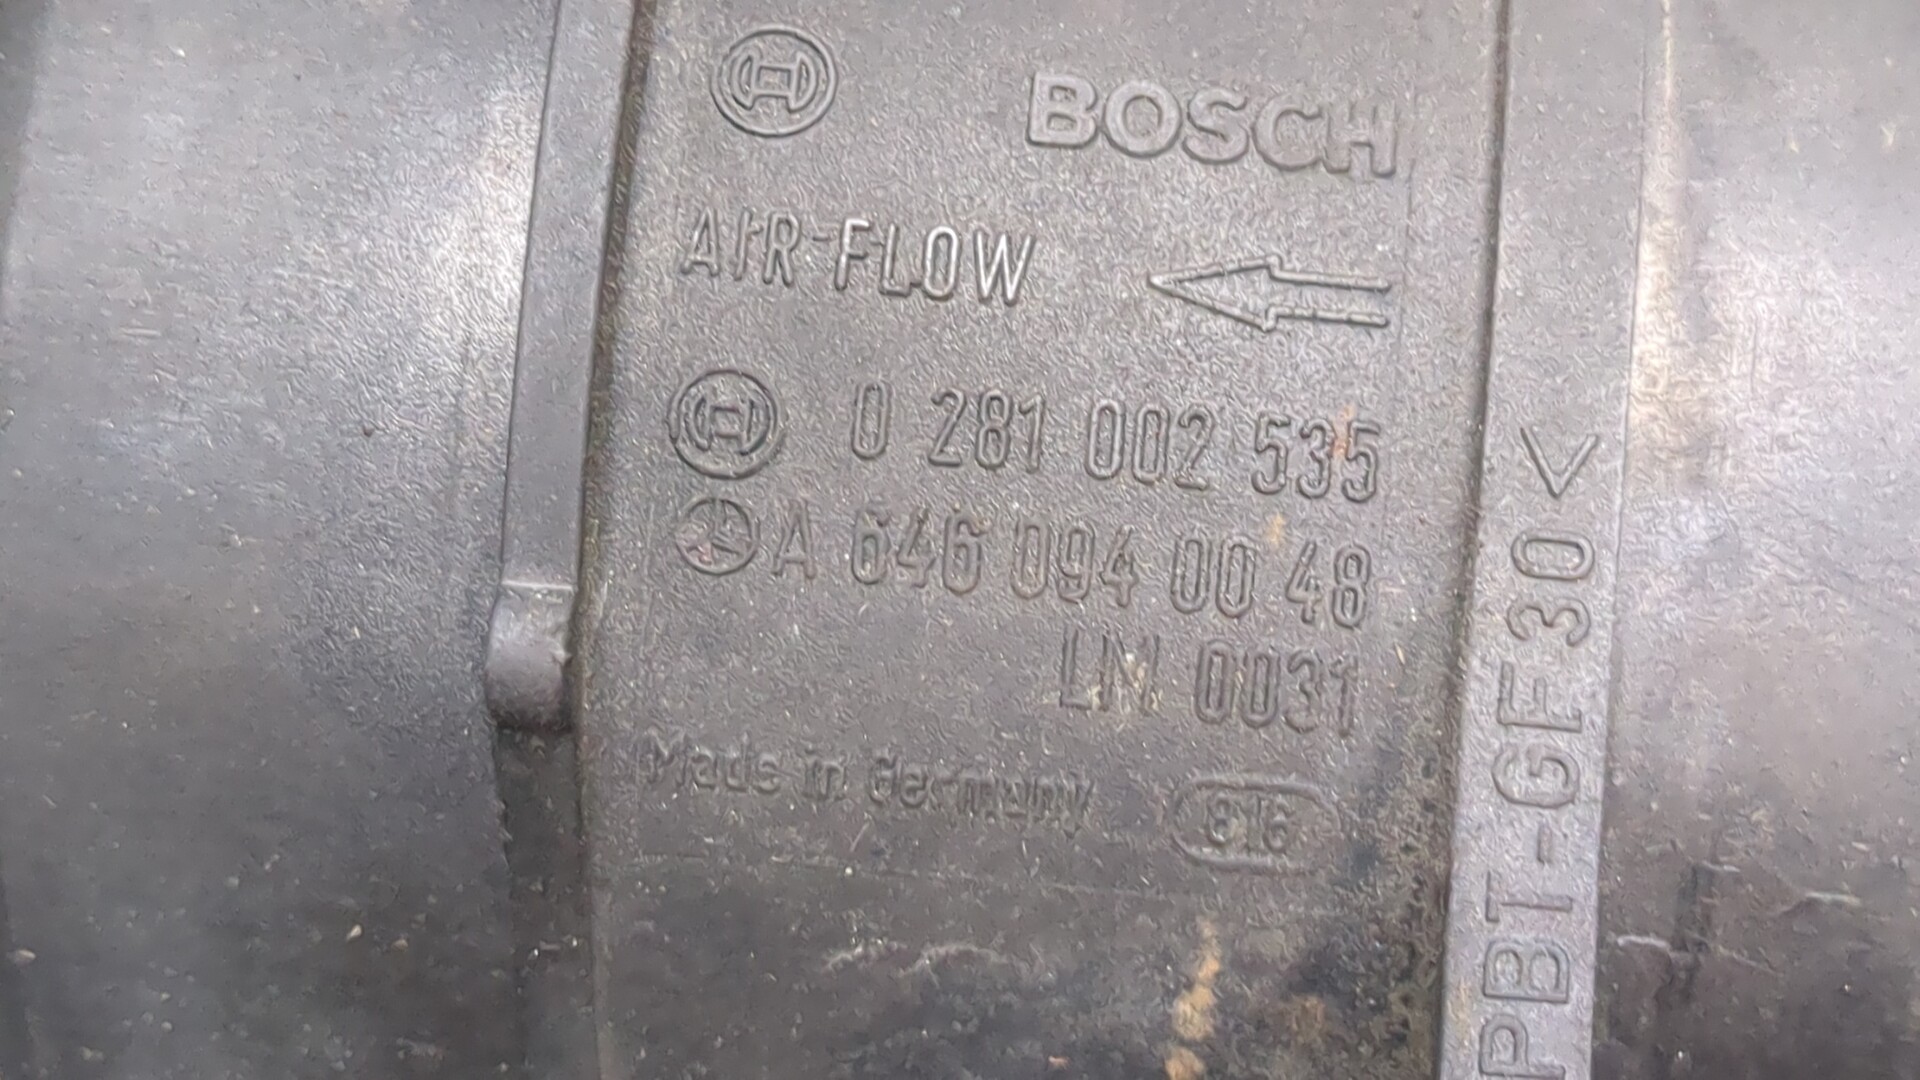 BOSCH
AIR-FLOW
0 281 002 535
A 646 094 00 48
LM 0031
Made in Germany 816
PBT-GF30<